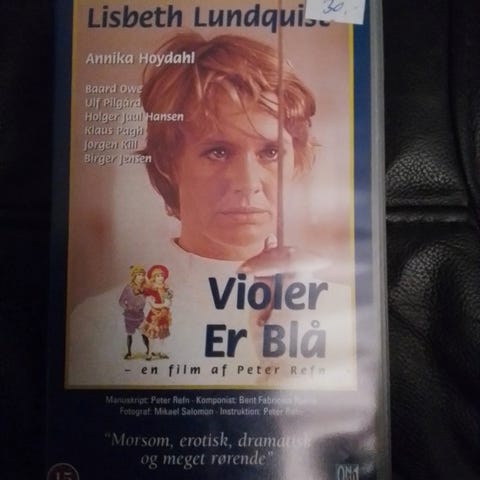 Lisbeth Lundquist
30,-
Annika Hoydahl
Baard Owe
Ulf Pilgård
Holger Juul Hansen
Klaus Pagh
Jørgen Kiil
Birger Jensen
Violer
Er Blå
- en film af Peter Refn
Manuskript: Peter Refn · Komponist: Bent Fabricius
Fotograf: Mikael Salomon · Instruktion: Peter Refn
"Morsom, erotisk, dramatisk
og meget rørende"
15